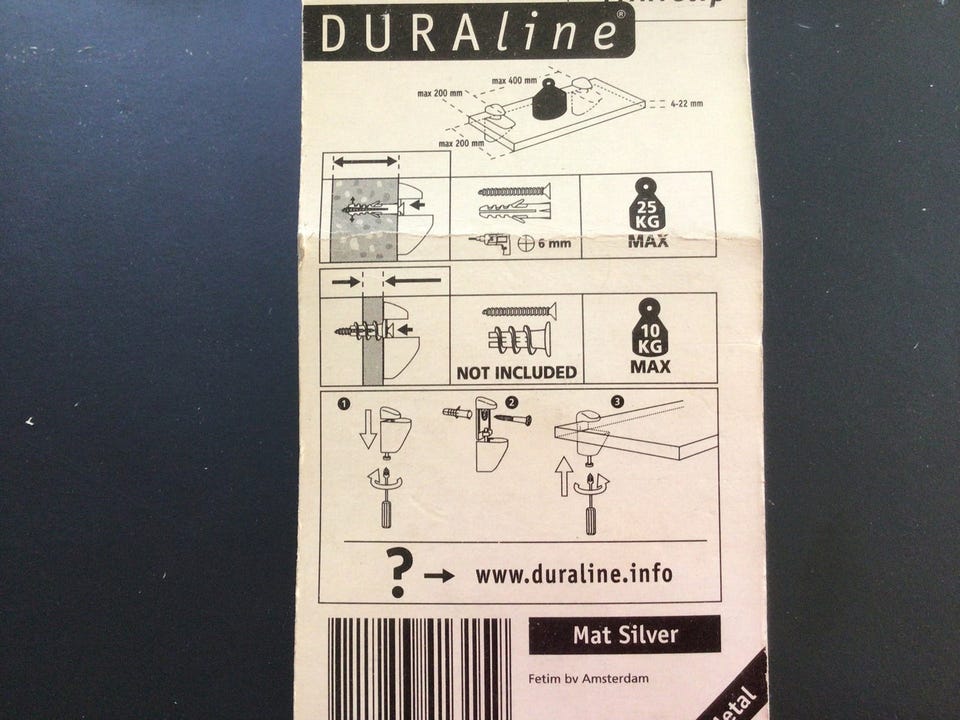 DURAline®
max 400 mm
max 200 mm
4-22 mm
max 200 mm
25
KG
MAX
6 mm
10
KG
MAX
NOT INCLUDED
1
2
3
? → www.duraline.info
Mat Silver
Fetim bv Amsterdam